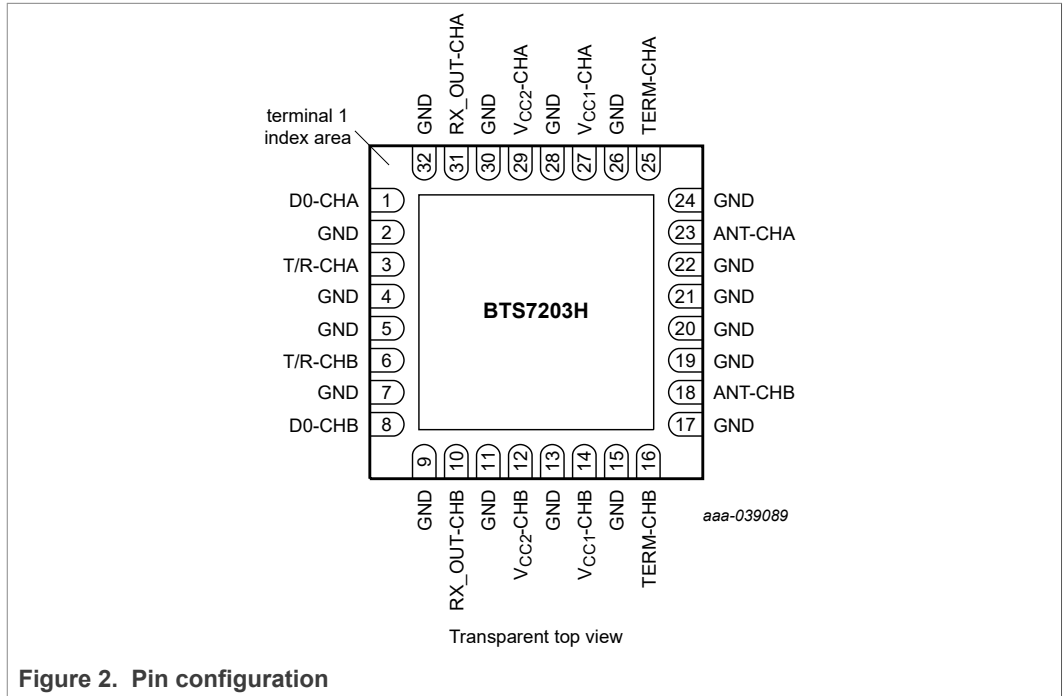 GND
RX_OUT-CHA
GND
VCC2-CHA
GND
VCC1-CHA
GND
TERM-CHA
terminal 1
index area
32
31
30
29
28
27
26
25
D0-CHA 1
GND 2
T/R-CHA 3
GND 4
GND 5
T/R-CHB 6
GND 7
D0-CHB 8
BTS7203H
24 GND
23 ANT-CHA
22 GND
21 GND
20 GND
19 GND
18 ANT-CHB
17 GND
9
10
11
12
13
14
15
16
GND
RX_OUT-CHB
GND
VCC2-CHB
GND
VCC1-CHB
GND
TERM-CHB
aaa-039089
Transparent top view
Figure 2. Pin configuration